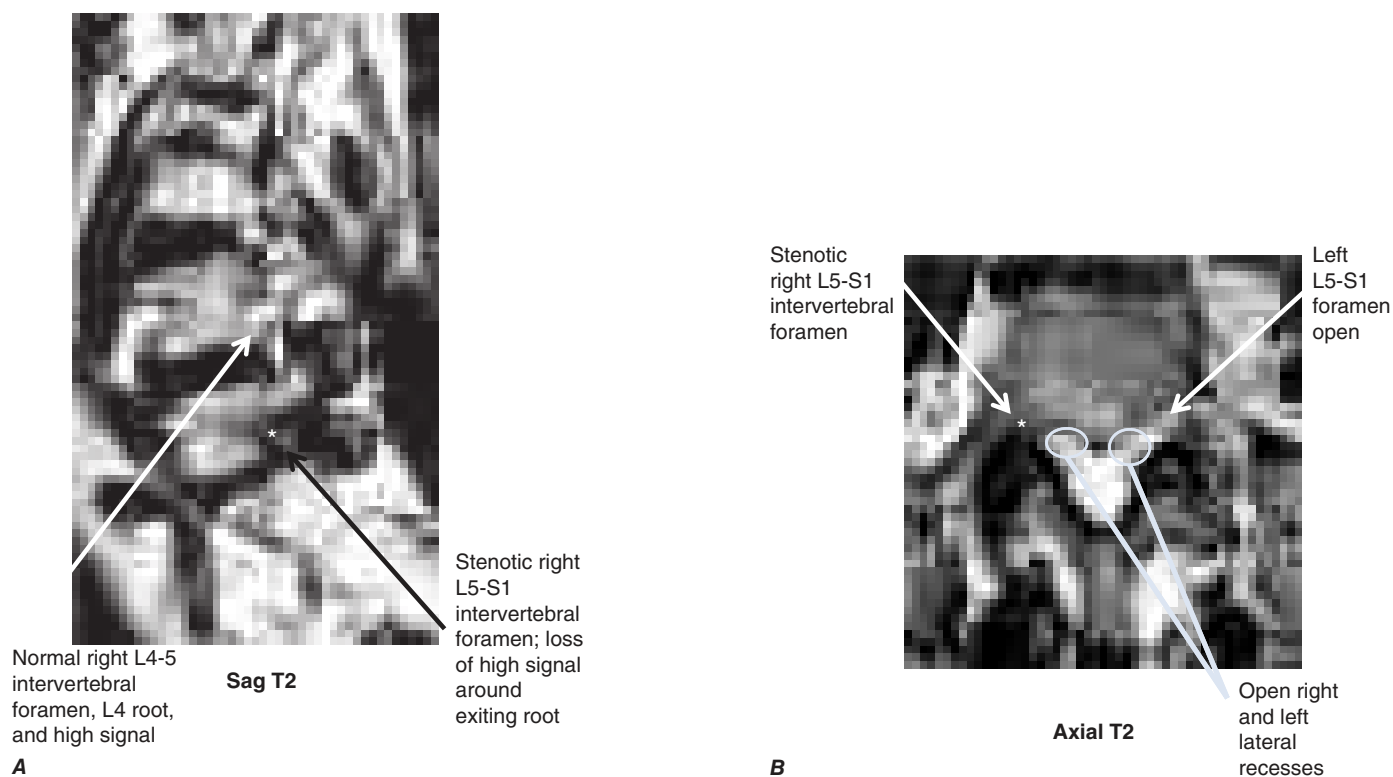 Normal right L4-5
intervertebral
foramen, L4 root,
and high signal
Sag T2
*
Stenotic right
L5-S1
intervertebral
foramen; loss
of high signal
around
exiting root
A
Stenotic
right L5-S1
intervertebral
foramen
Left
L5-S1
foramen
open
*
Axial T2
Open right
and left
lateral
recesses
B